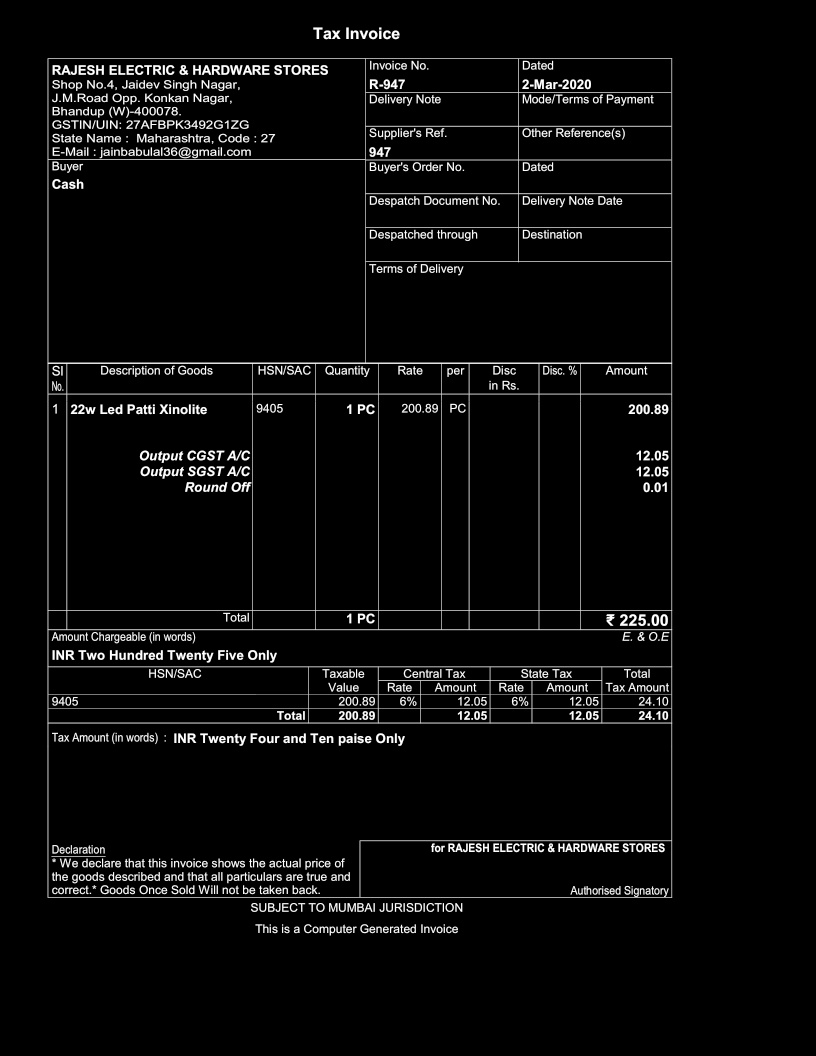 Tax Invoice
RAJESH ELECTRIC & HARDWARE STORES
Shop No.4, Jaidev Singh Nagar,
J.M.Road Opp. Konkan Nagar,
Bhandup (W)-400078.
GSTIN/UIN: 27AFBPK3492G1ZG
State Name : Maharashtra, Code : 27
E-Mail : jainbabulal36@gmail.com
Buyer
Cash
Invoice No. Dated
R-947 2-Mar-2020
Delivery Note Mode/Terms of Payment
Supplier's Ref. Other Reference(s)
947
Buyer's Order No. Dated
Despatch Document No. Delivery Note Date
Despatched through Destination
Terms of Delivery
Sl Description of Goods HSN/SAC Quantity Rate per Disc Disc. % Amount
No. in Rs.
1 22w Led Patti Xinolite 9405 1 PC 200.89 PC 200.89
Output CGST A/C 12.05
Output SGST A/C 12.05
Round Off 0.01
Total 1 PC ₹ 225.00
Amount Chargeable (in words) E. & O.E
INR Two Hundred Twenty Five Only
HSN/SAC Taxable Central Tax State Tax Total
Value Rate Amount Rate Amount Tax Amount
9405 200.89 6% 12.05 6% 12.05 24.10
Total 200.89 12.05 12.05 24.10
Tax Amount (in words) : INR Twenty Four and Ten paise Only
Declaration
* We declare that this invoice shows the actual price of
the goods described and that all particulars are true and
correct.* Goods Once Sold Will not be taken back.
for RAJESH ELECTRIC & HARDWARE STORES
Authorised Signatory
SUBJECT TO MUMBAI JURISDICTION
This is a Computer Generated Invoice